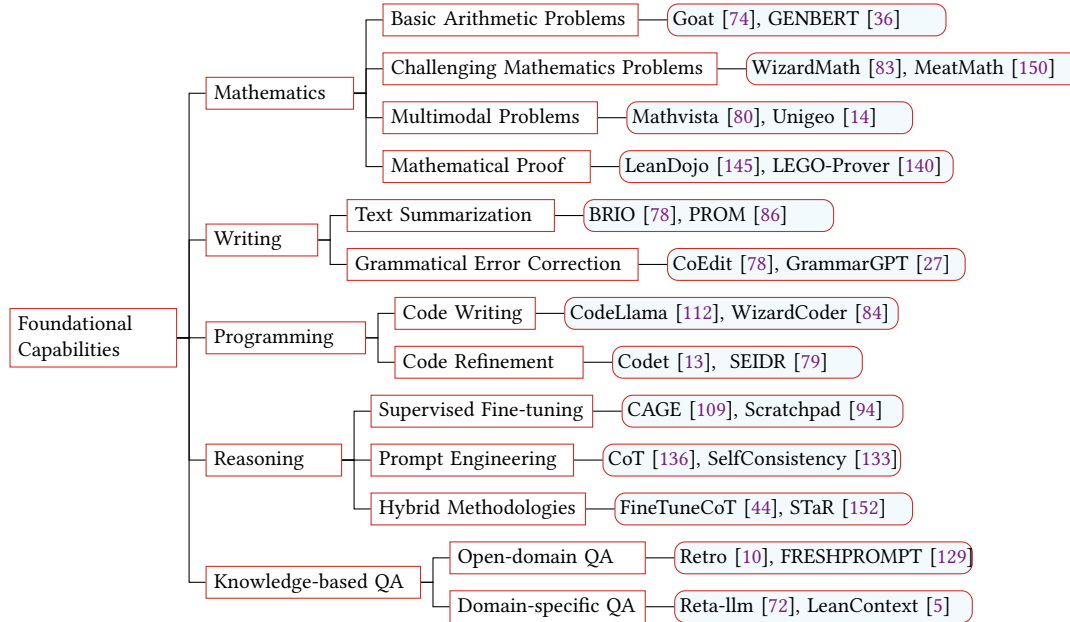 Basic Arithmetic Problems
Goat [74], GENBERT [36]
Challenging Mathematics Problems
WizardMath [83], MeatMath [150]
Mathematics
Multimodal Problems
Mathvista [80], Unigeo [14]
Mathematical Proof
LeanDojo [145], LEGO-Prover [140]
Text Summarization
BRIO [78], PROM [86]
Writing
Grammatical Error Correction
CoEdit [78], GrammarGPT [27]
Foundational
Capabilities
Code Writing
CodeLlama [112], WizardCoder [84]
Programming
Code Refinement
Codet [13], SEIDR [79]
Supervised Fine-tuning
CAGE [109], Scratchpad [94]
Reasoning
Prompt Engineering
CoT [136], SelfConsistency [133]
Hybrid Methodologies
FineTuneCoT [44], STaR [152]
Open-domain QA
Retro [10], FRESHPROMPT [129]
Knowledge-based QA
Domain-specific QA
Reta-llm [72], LeanContext [5]